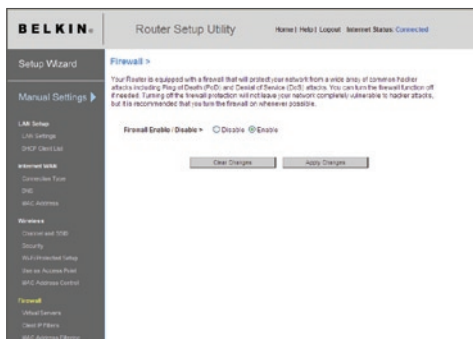 BELKIN
Router Setup Utility
Home | Help | Logout Internet Status: Connected
Setup Wizard
Manual Settings
LAN Setup
LAN Settings
DHCP Client List
Internet WAN
Connection Type
DNS
MAC Address
Wireless
Channel and SSID
Security
Wi-Fi Protected Setup
Use as Access Point
MAC Address Control
Firewall
Virtual Servers
Client IP Filters
MAC Address Filtering
Firewall >
Your Router is equipped with a firewall that will protect your network from a wide array of common hacker
attacks including Ping of Death (PoD) and Denial of Service (DoS) attacks. You can turn the firewall function off
if needed. Turning off the firewall protection will not leave your network completely vulnerable to hacker attacks,
but it is recommended that you turn the firewall on whenever possible.
Firewall Enable / Disable > Disable Enable
Clear Changes Apply Changes